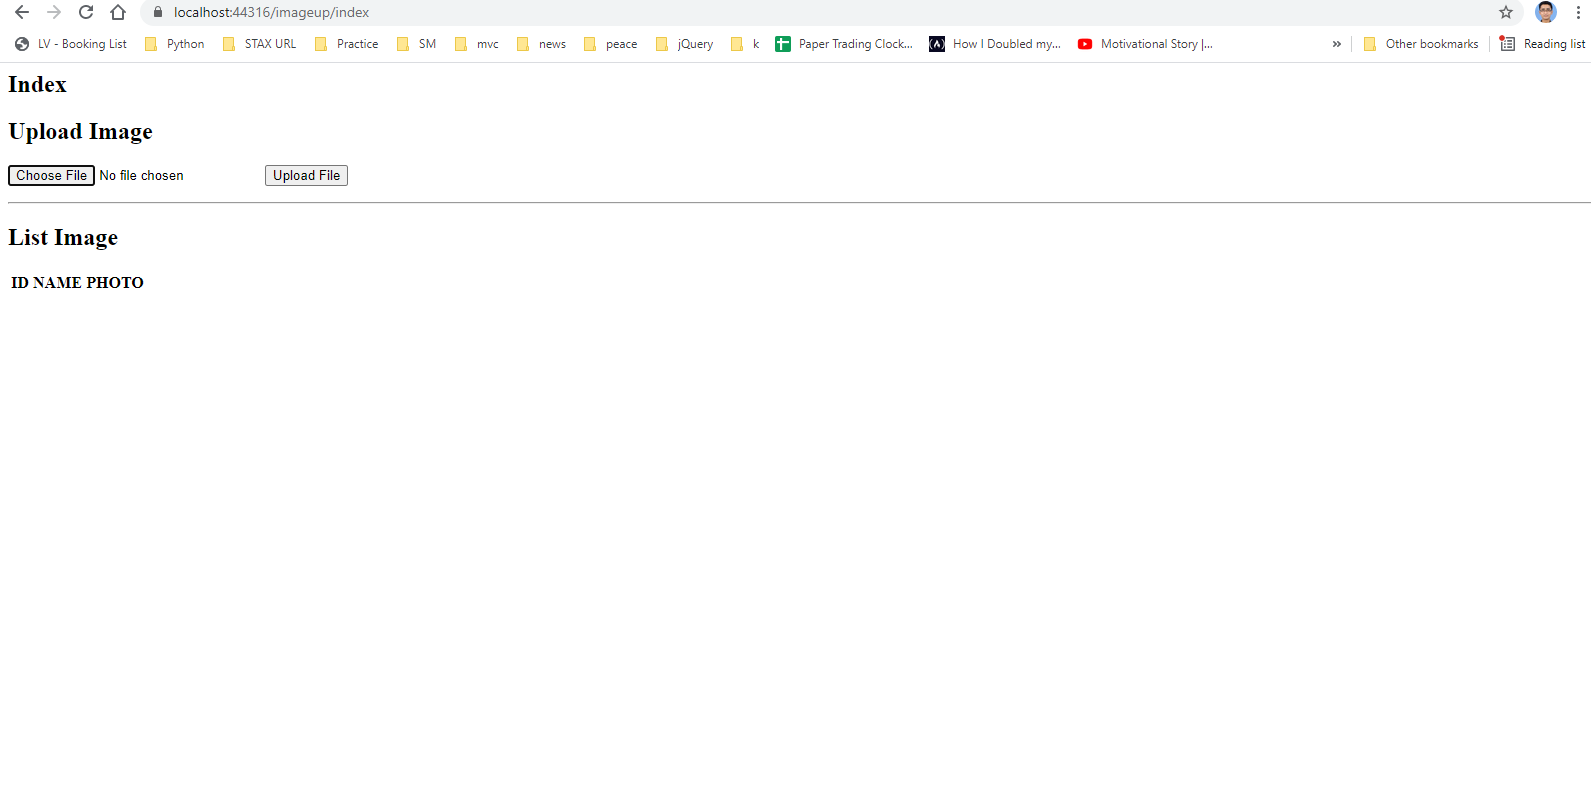 localhost:44316/imageup/index
LV - Booking List Python STAX URL Practice SM mvc news peace jQuery k Paper Trading Clock... How I Doubled my... Motivational Story |... » Other bookmarks Reading list
Index
Upload Image
Choose File No file chosen Upload File
List Image
ID NAME PHOTO